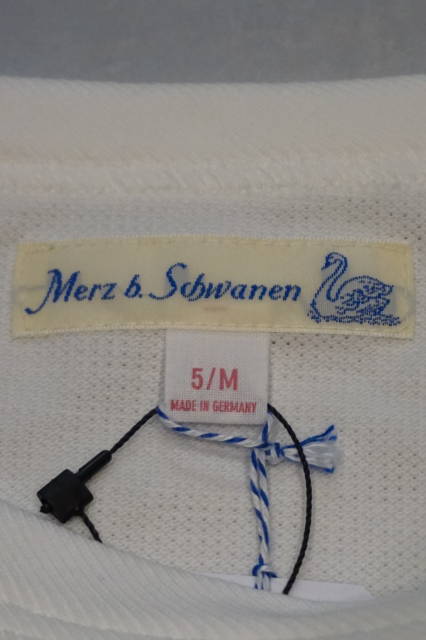 Merz b. Schwanen
5/M
MADE IN GERMANY